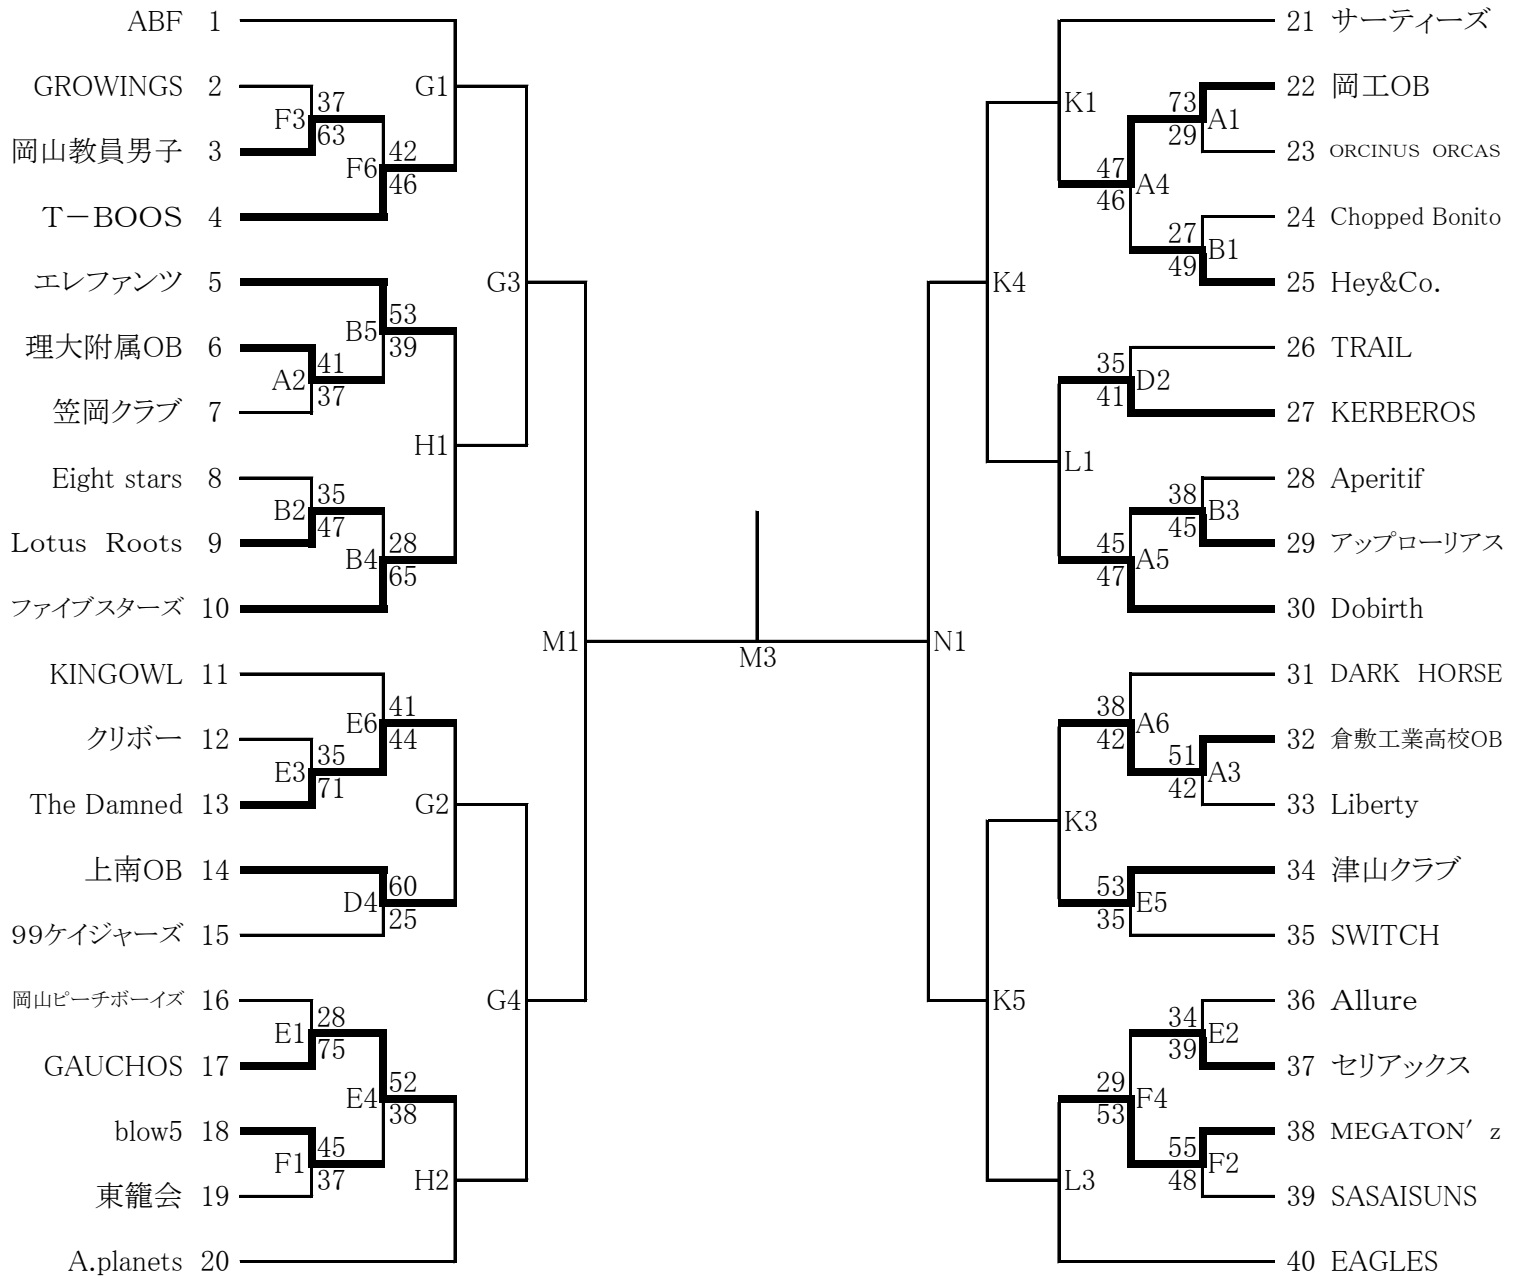 ABF 1
GROWINGS 2
F3 37 63
岡山教員男子 3
F6 42 46
T－BOOS 4
G1
エレファンツ 5
B5 53 39
理大附属OB 6
A2 41 37
笠岡クラブ 7
H1
Eight stars 8
B2 35 47
Lotus Roots 9
B4 28 65
ファイブスターズ 10
G3
KINGOWL 11
E6 41 44
クリボー 12
E3 35 71
The Damned 13
G2
上南OB 14
D4 60 25
99ケイジャーズ 15
岡山ピーチボーイズ 16
E1 28 75
GAUCHOS 17
E4 52 38
blow5 18
F1 45 37
東籠会 19
H2
A.planets 20
G4
M1
M3
N1
21 サーティーズ
K1
22 岡工OB
73 29 A1
23 ORCINUS ORCAS
47 46 A4
24 Chopped Bonito
27 49 B1
25 Hey&Co.
K4
26 TRAIL
35 41 D2
27 KERBEROS
L1
28 Aperitif
38 45 B3
29 アップローリアス
45 47 A5
30 Dobirth
31 DARK HORSE
38 42 A6
32 倉敷工業高校OB
51 42 A3
33 Liberty
K3
34 津山クラブ
53 35 E5
35 SWITCH
K5
36 Allure
34 39 E2
37 セリアックス
29 53 F4
38 MEGATON′z
55 48 F2
39 SASAISUNS
L3
40 EAGLES